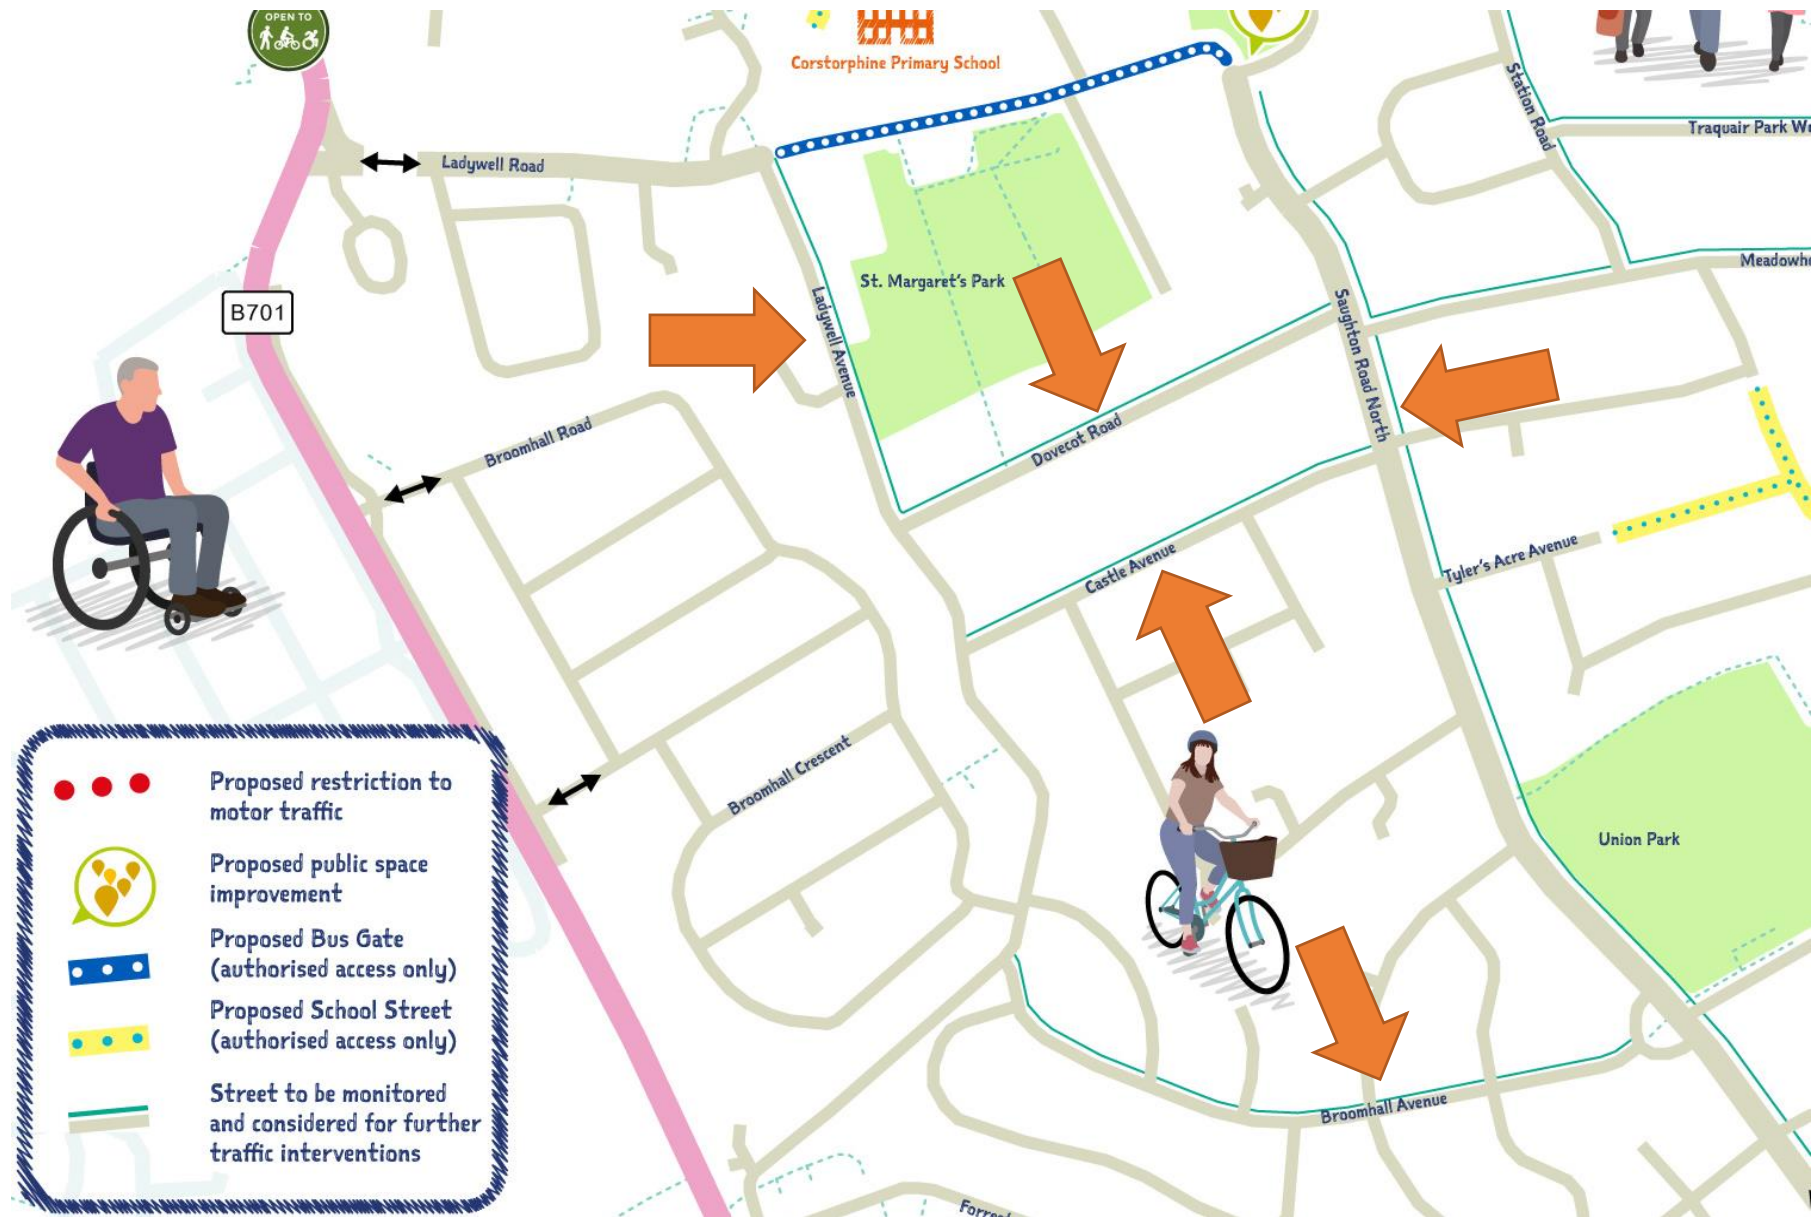 OPEN TO
Corstorphine Primary School
Station Road
Traquair Park
Ladywell Road
St. Margaret's Park
B701
Ladywell Avenue
Saughton Road North
Broomhall Road
Dovecot Road
Castle Avenue
Tyler's Acre Avenue
Broomhall Crescent
Union Park
Broomhall Avenue
Proposed restriction to
motor traffic
Proposed public space
improvement
Proposed Bus Gate
(authorised access only)
Proposed School Street
(authorised access only)
Street to be monitored
and considered for further
traffic interventions